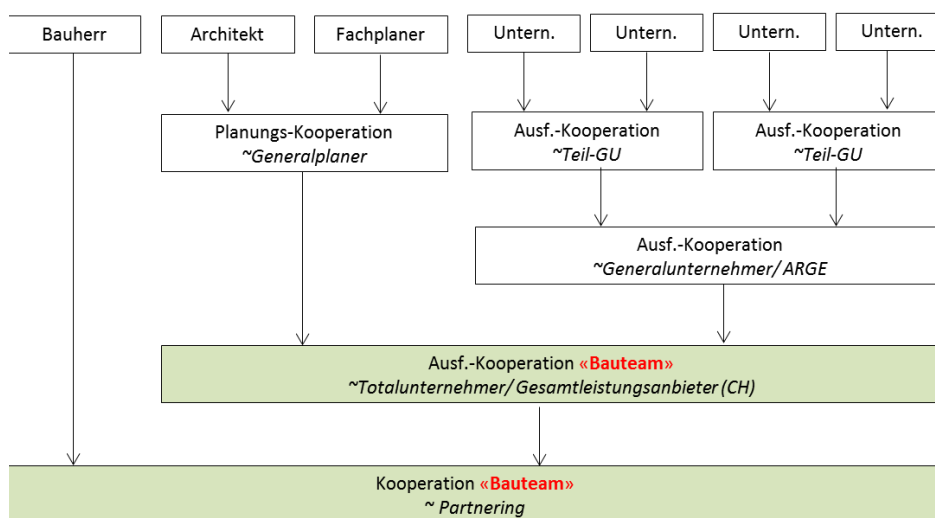 Bauherr
Architekt
Fachplaner
Untern.
Untern.
Untern.
Untern.
Planungs-Kooperation
~Generalplaner
Ausf.-Kooperation
~Teil-GU
Ausf.-Kooperation
~Teil-GU
Ausf.-Kooperation
~Generalunternehmer/ ARGE
Ausf.-Kooperation «Bauteam»
~Totalunternehmer/ Gesamtleistungsanbieter (CH)
Kooperation «Bauteam»
~ Partnering